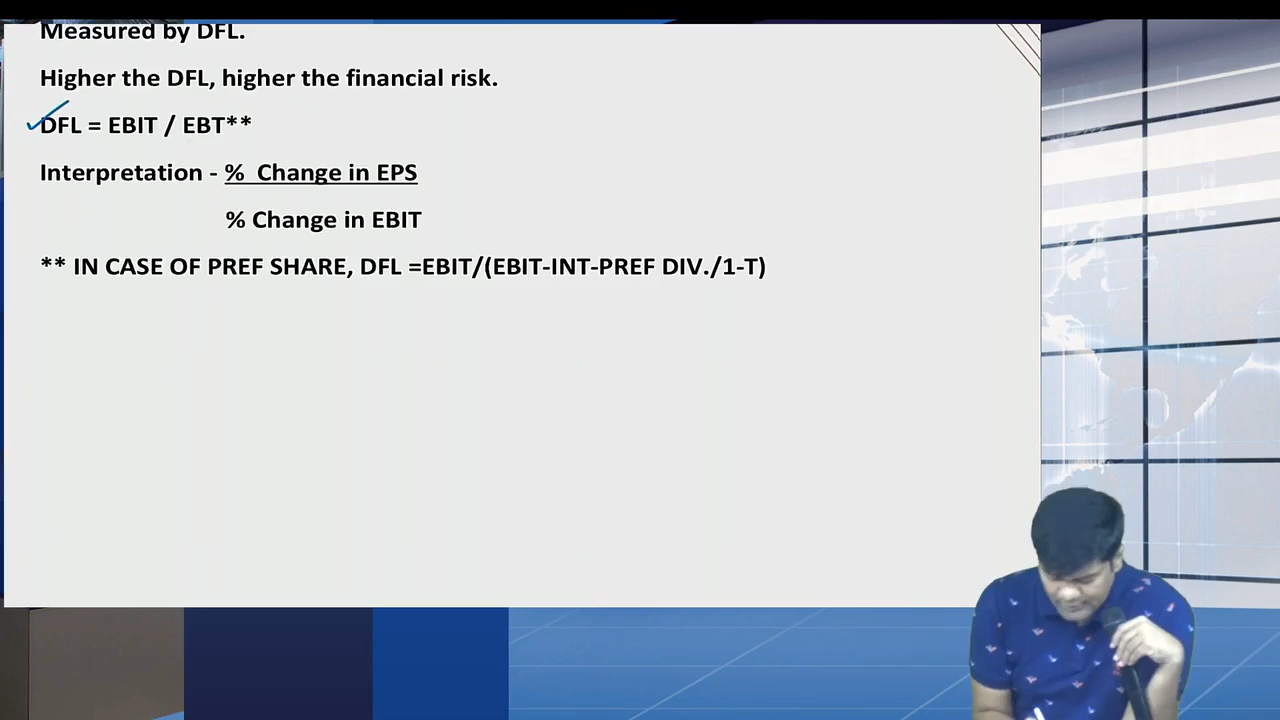 Measured by DFL.
Higher the DFL, higher the financial risk.
DFL = EBIT / EBT**
Interpretation - % Change in EPS
% Change in EBIT
** IN CASE OF PREF SHARE, DFL =EBIT/(EBIT-INT-PREF DIV./1-T)